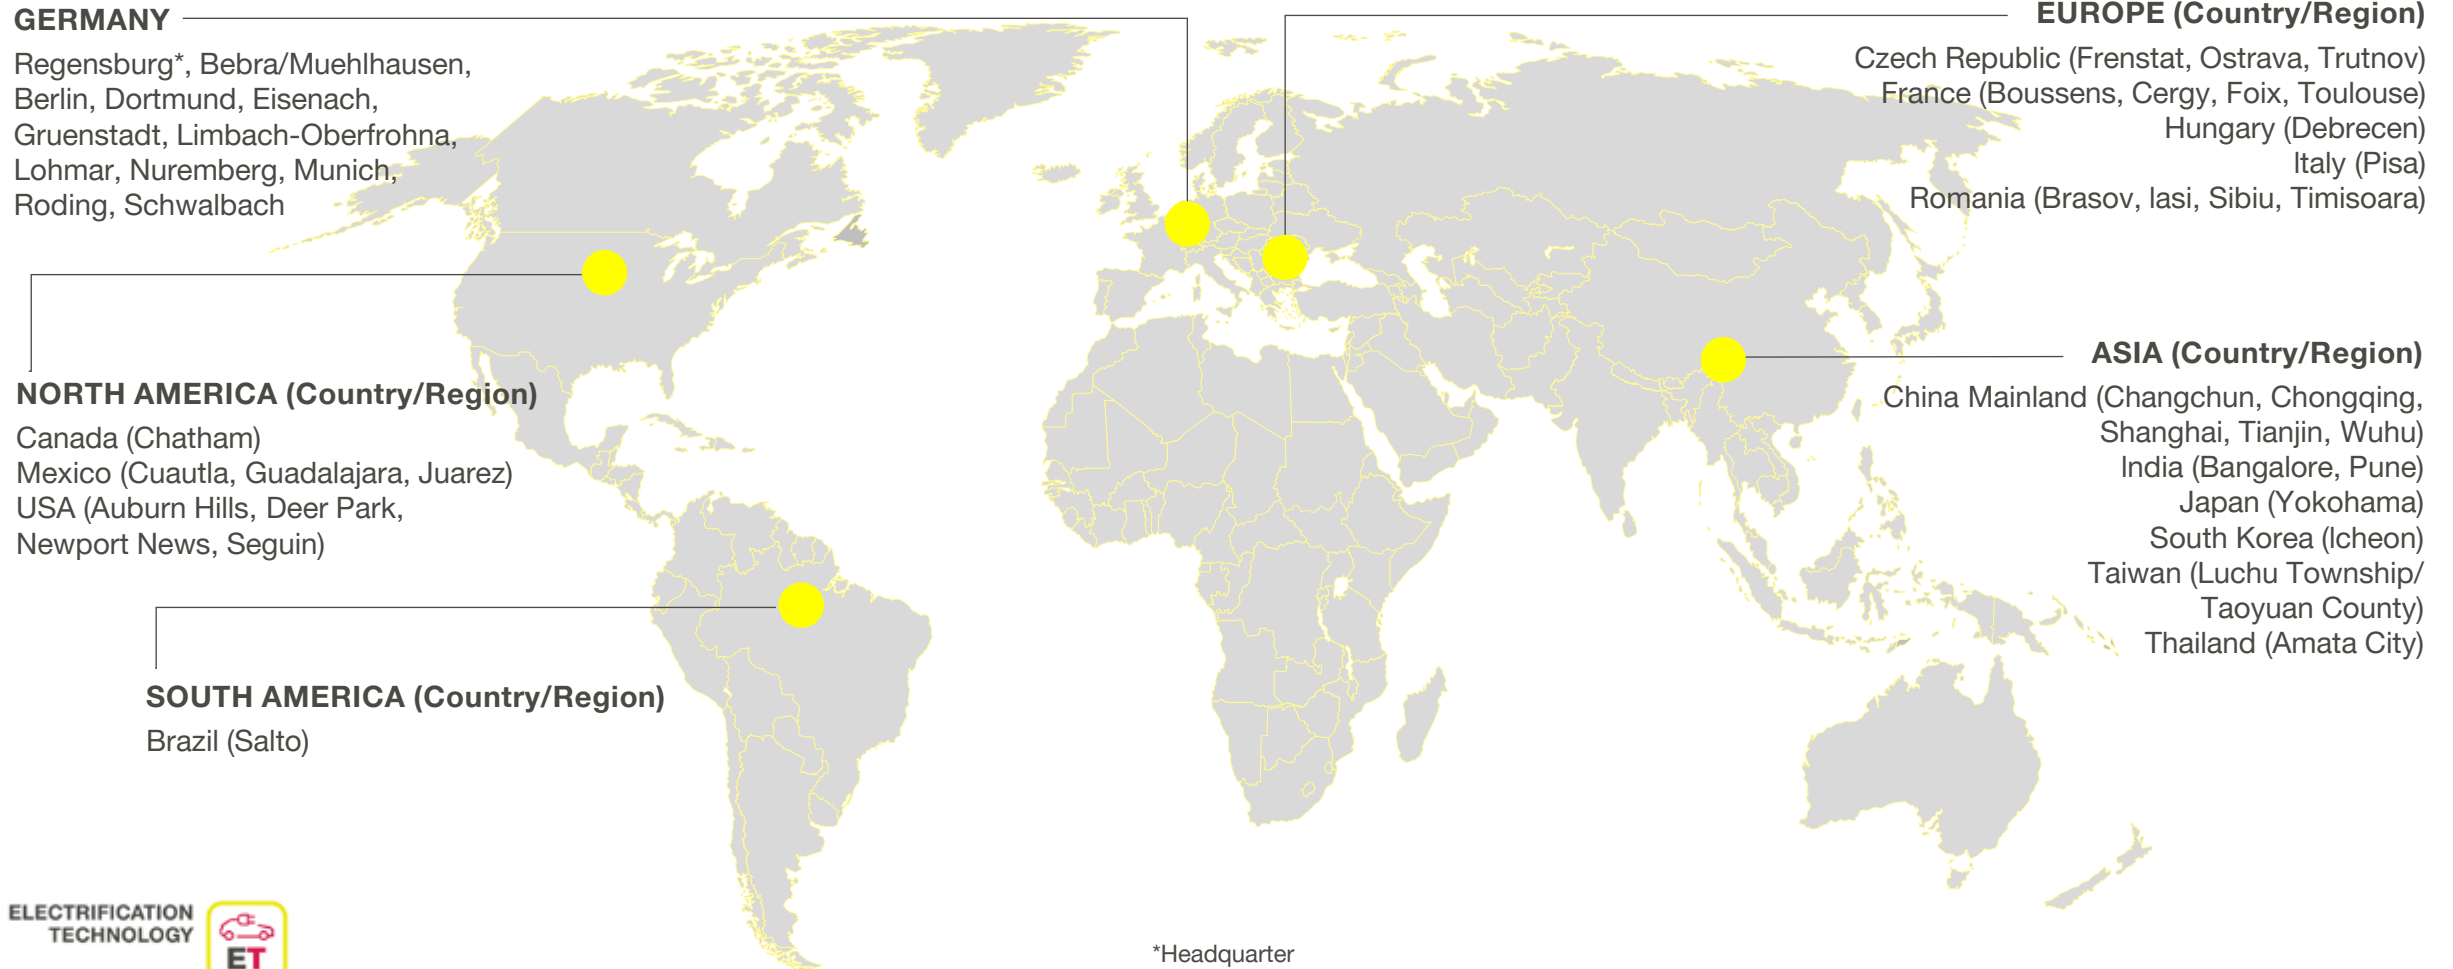 GERMANY
Regensburg*, Bebra/Muehlhausen,
Berlin, Dortmund, Eisenach,
Gruenstadt, Limbach-Oberfrohna,
Lohmar, Nuremberg, Munich,
Roding, Schwalbach
EUROPE (Country/Region)
Czech Republic (Frenstat, Ostrava, Trutnov)
France (Boussens, Cergy, Foix, Toulouse)
Hungary (Debrecen)
Italy (Pisa)
Romania (Brasov, Iasi, Sibiu, Timisoara)
NORTH AMERICA (Country/Region)
Canada (Chatham)
Mexico (Cuautla, Guadalajara, Juarez)
USA (Auburn Hills, Deer Park,
Newport News, Seguin)
ASIA (Country/Region)
China Mainland (Changchun, Chongqing,
Shanghai, Tianjin, Wuhu)
India (Bangalore, Pune)
Japan (Yokohama)
South Korea (Icheon)
Taiwan (Luchu Township/
Taoyuan County)
Thailand (Amata City)
SOUTH AMERICA (Country/Region)
Brazil (Salto)
ELECTRIFICATION
TECHNOLOGY
ET
*Headquarter